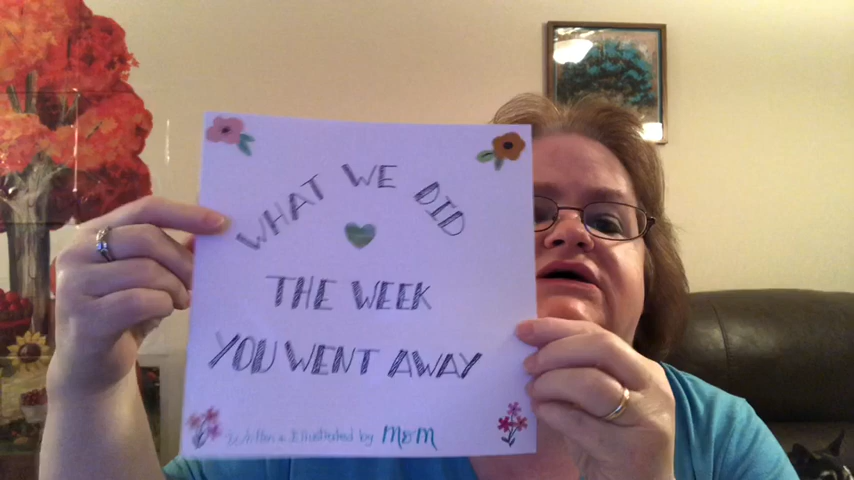 WHAT WE DID
THE WEEK
YOU WENT AWAY
Written & Illustrated by MOM